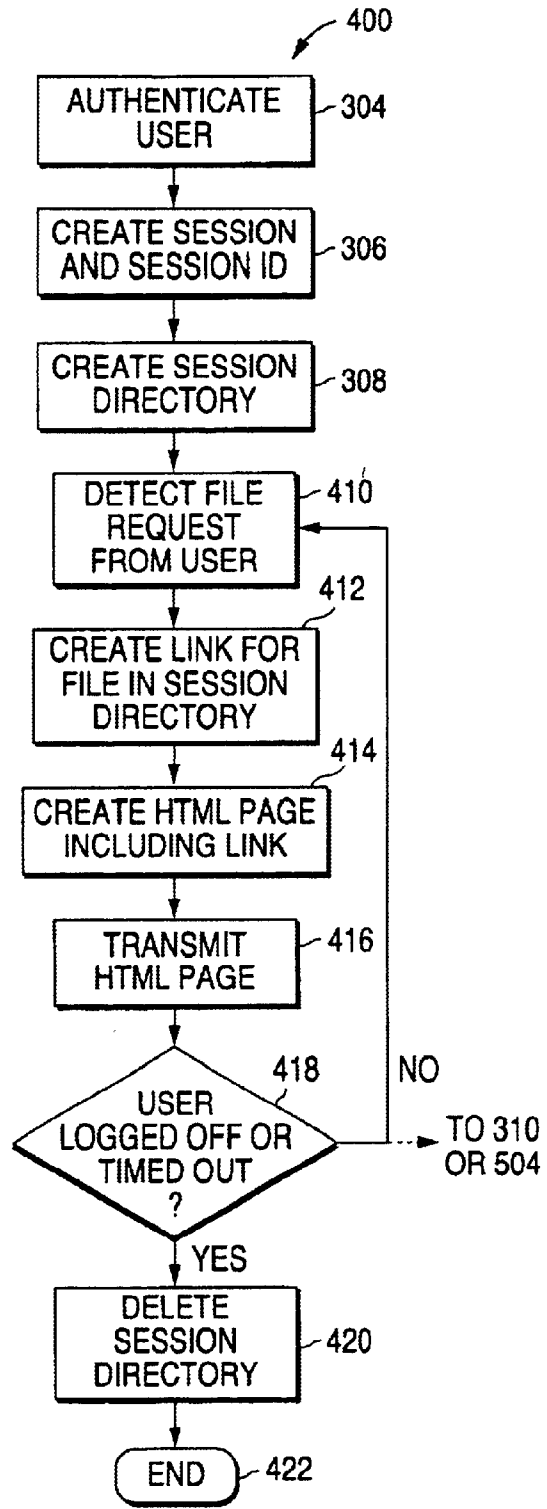 400
AUTHENTICATE
USER
304
CREATE SESSION
AND SESSION ID
306
CREATE SESSION
DIRECTORY
308
DETECT FILE
REQUEST
FROM USER
410
412
CREATE LINK FOR
FILE IN SESSION
DIRECTORY
414
CREATE HTML PAGE
INCLUDING LINK
TRANSMIT
HTML PAGE
416
418
USER
LOGGED OFF OR
TIMED OUT
?
NO
TO 310
OR 504
YES
DELETE
SESSION
DIRECTORY
420
END
422